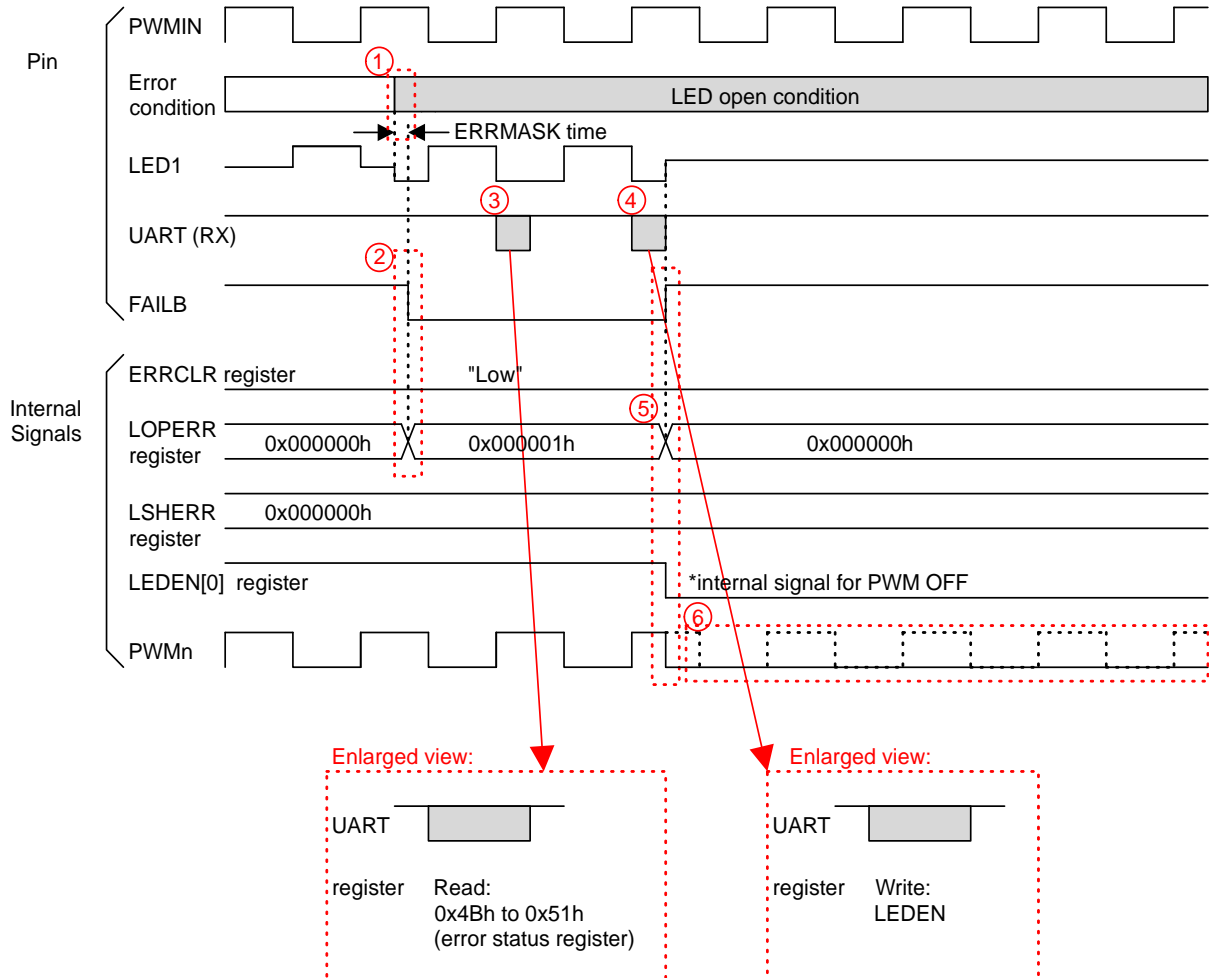 Pin
PWMIN
①
Error
condition
LED open condition
ERRMASK time
LED1
③
④
UART (RX)
②
FAILB
Internal
Signals
ERRCLR register
"Low"
⑤
LOPERR
register
0x000000h
0x000001h
0x000000h
LSHERR
register
0x000000h
LEDEN[0] register
*internal signal for PWM OFF
⑥
PWMn
Enlarged view:
UART
register
Read:
0x4Bh to 0x51h
(error status register)
Enlarged view:
UART
register
Write:
LEDEN